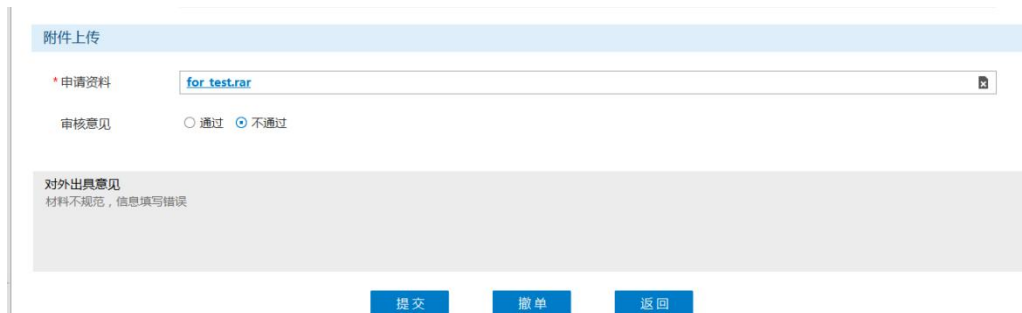 附件上传
*申请资料 for test.rar
审核意见 通过 不通过
对外出具意见
材料不规范，信息填写错误
提交 撤单 返回